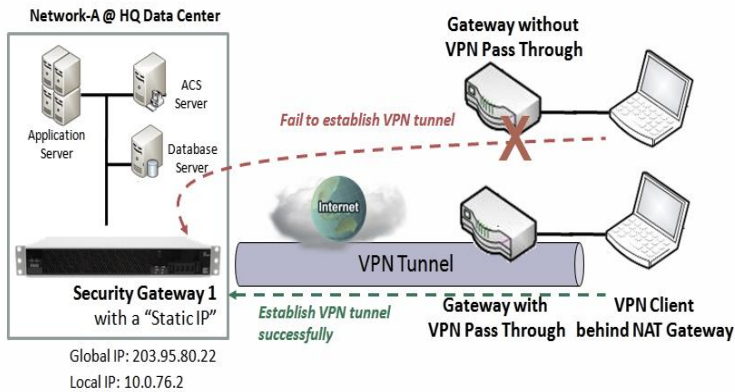 Network-A @ HQ Data Center
Gateway without
VPN Pass Through
ACS
Server
Application
Server
Database
Server
Fail to establish VPN tunnel
X
Internet
VPN Tunnel
Security Gateway 1
with a “Static IP”
Establish VPN tunnel
successfully
Gateway with
VPN Pass Through
VPN Client
behind NAT Gateway
Global IP: 203.95.80.22
Local IP: 10.0.76.2